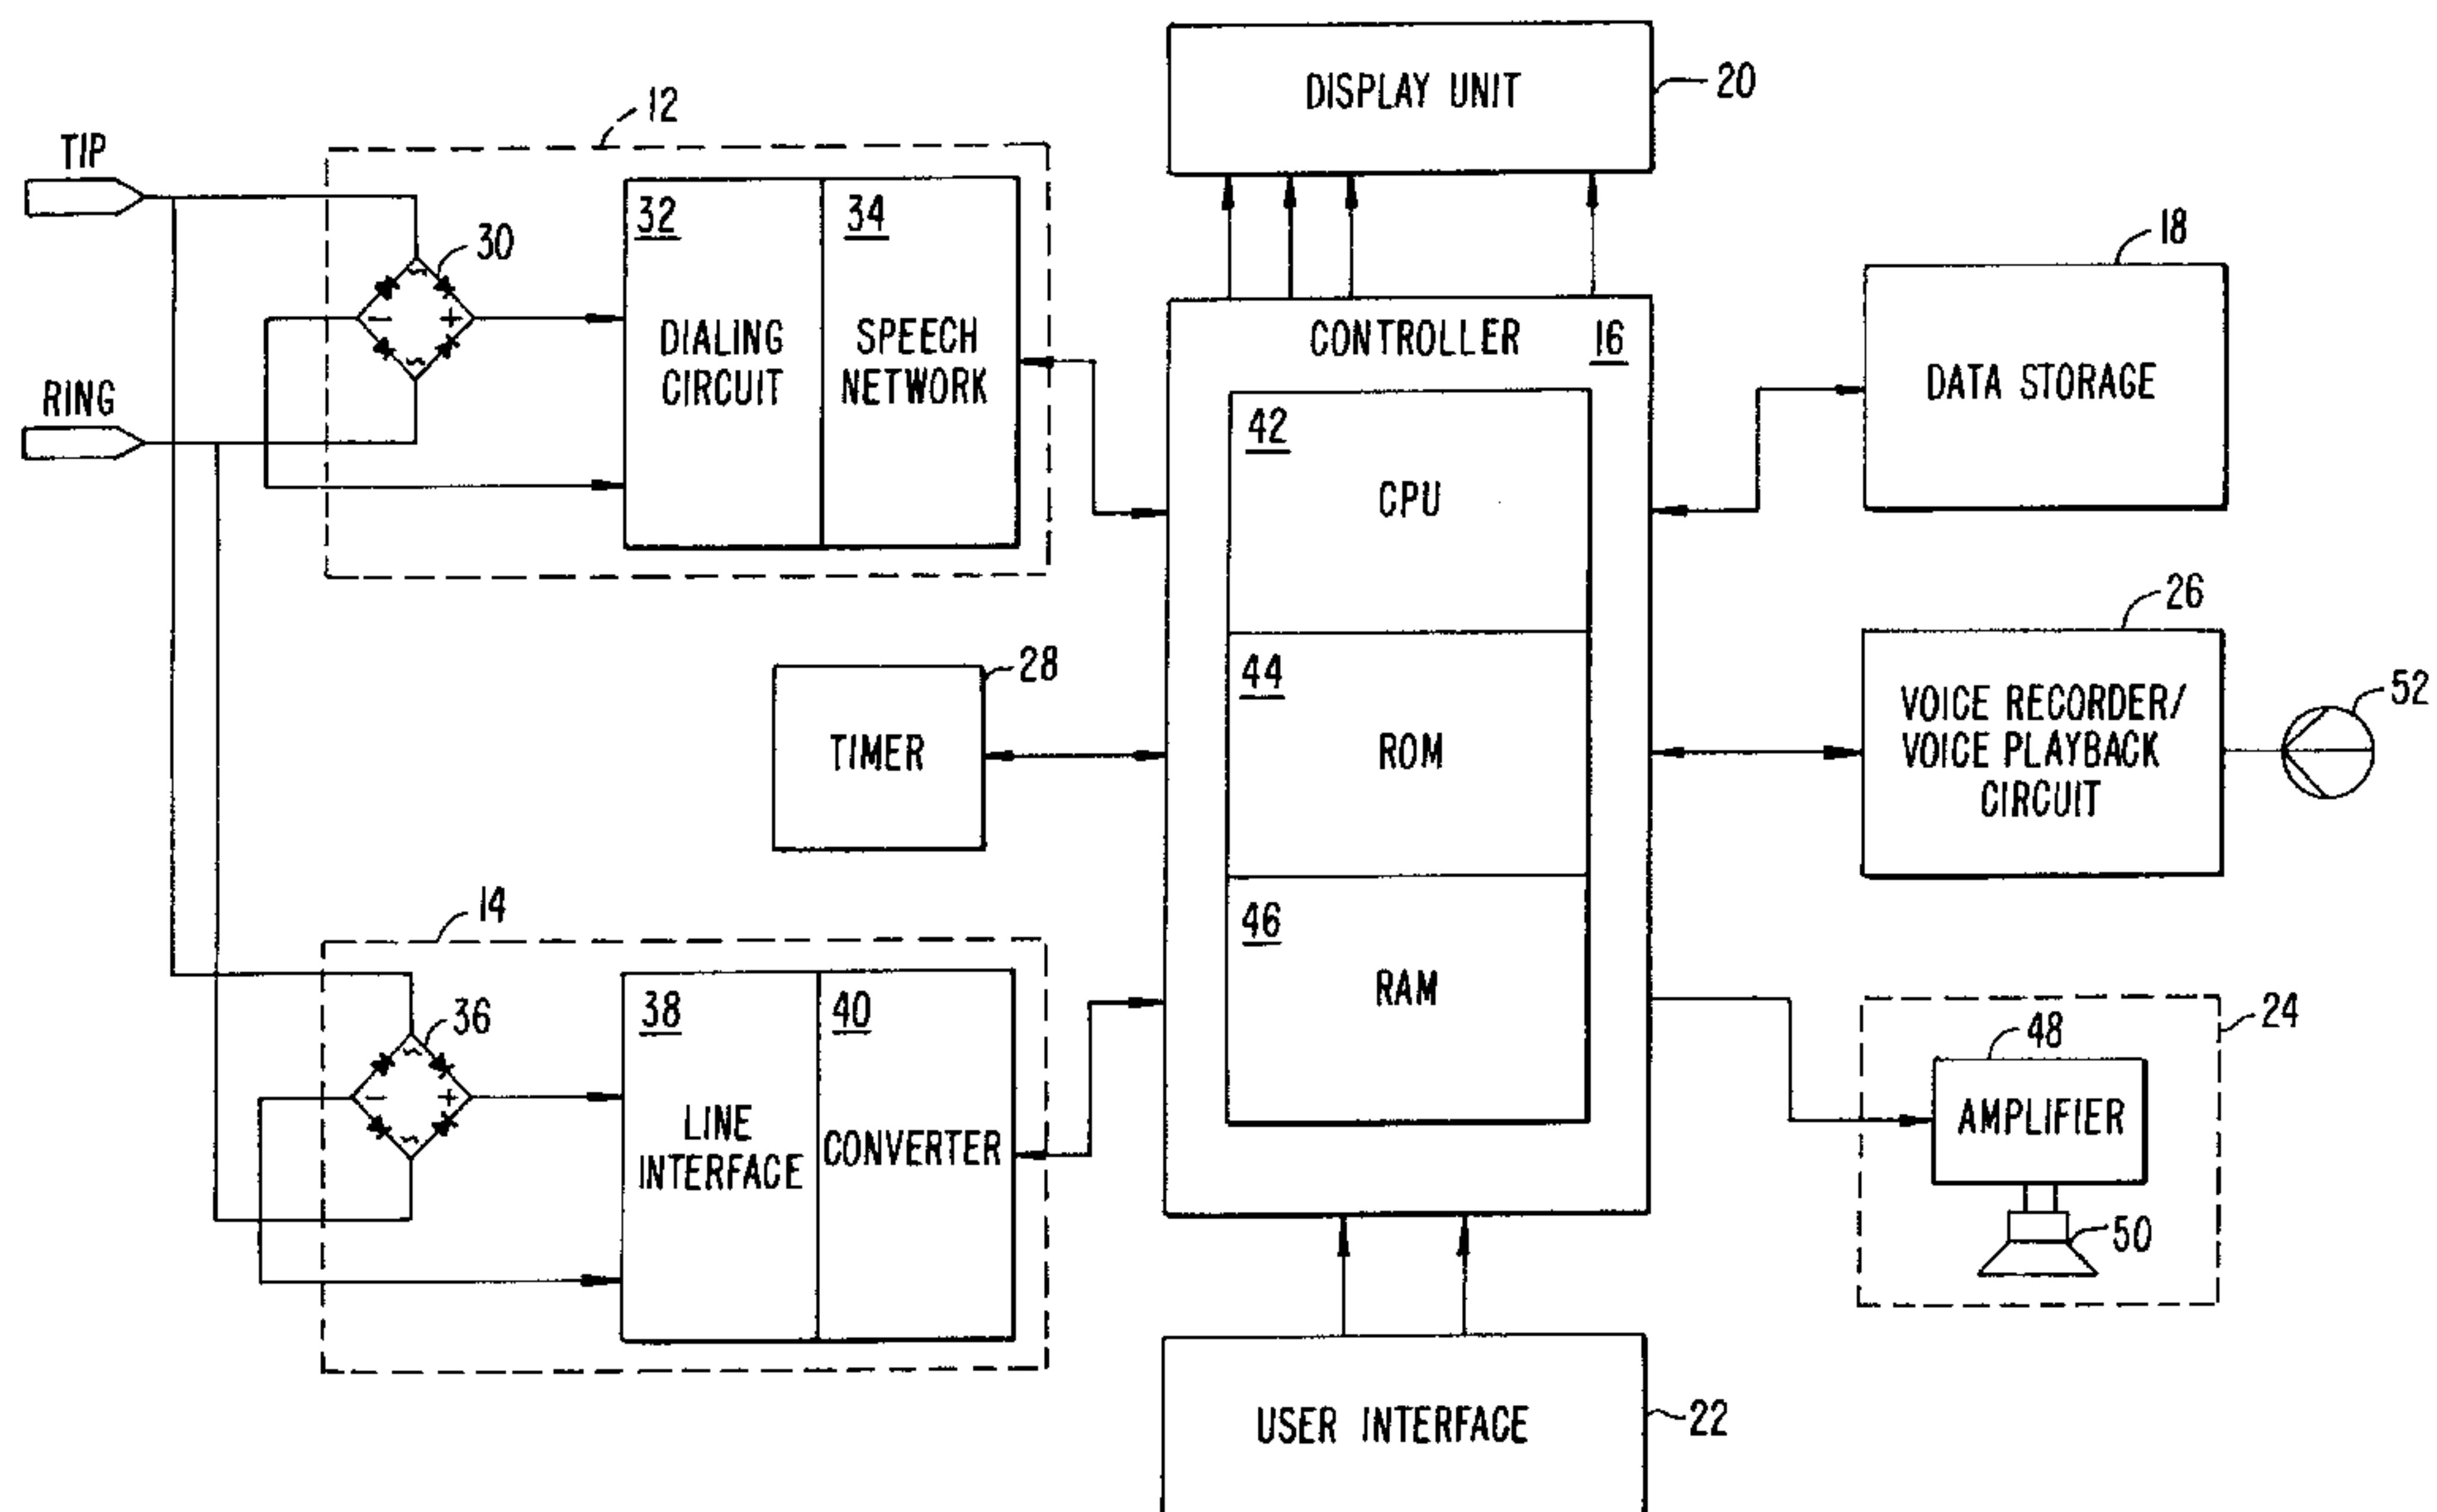 DISPLAY UNIT
20
12
TIP
30
32
34
DIALING
CIRCUIT
SPEECH
NETWORK
RING
CONTROLLER
16
18
DATA STORAGE
42
CPU
28
TIMER
44
ROM
26
VOICE RECORDER/
VOICE PLAYBACK
CIRCUIT
52
14
36
38
40
LINE
INTERFACE
CONVERTER
46
RAM
24
48
AMPLIFIER
50
USER INTERFACE
22